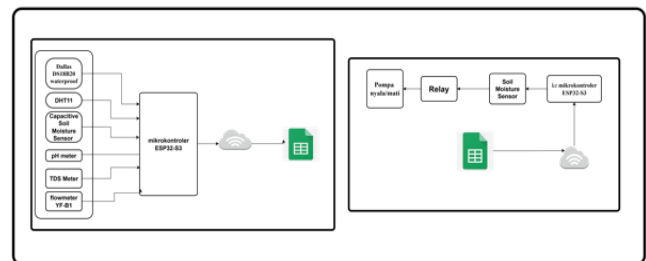 Dallas
DS18B20
waterproof
DHT11
Capacitive
Soil
Moisture
Sensor
pH meter
TDS Meter
flowmeter
YF-B1
mikrokontroler
ESP32-S3
Pompa
nyala/mati
Relay
Soil
Moisture
Sensor
ke mikrokontroler
ESP32-S3